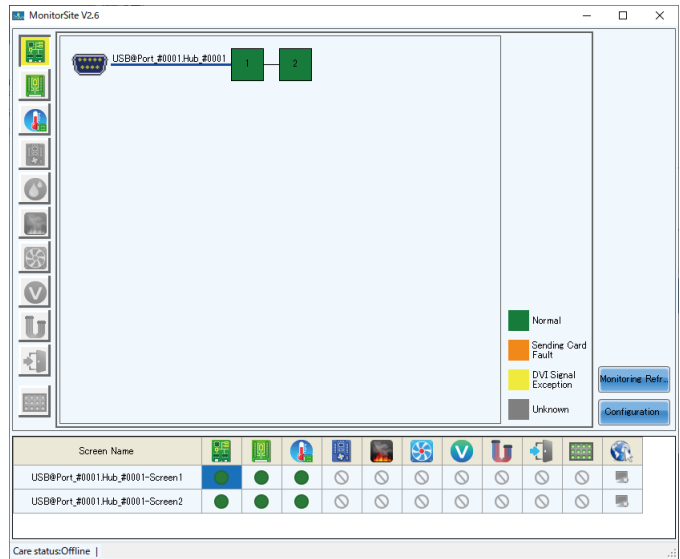 MonitorSite V2.6
USB@Port_#0001.Hub_#0001
1
2
Normal
Sending Card
Fault
DVI Signal
Exception
Unknown
Monitoring Refr...
Configuration
Screen Name
USB@Port_#0001.Hub_#0001-Screen1
USB@Port_#0001.Hub_#0001-Screen2
Care status:Offline |